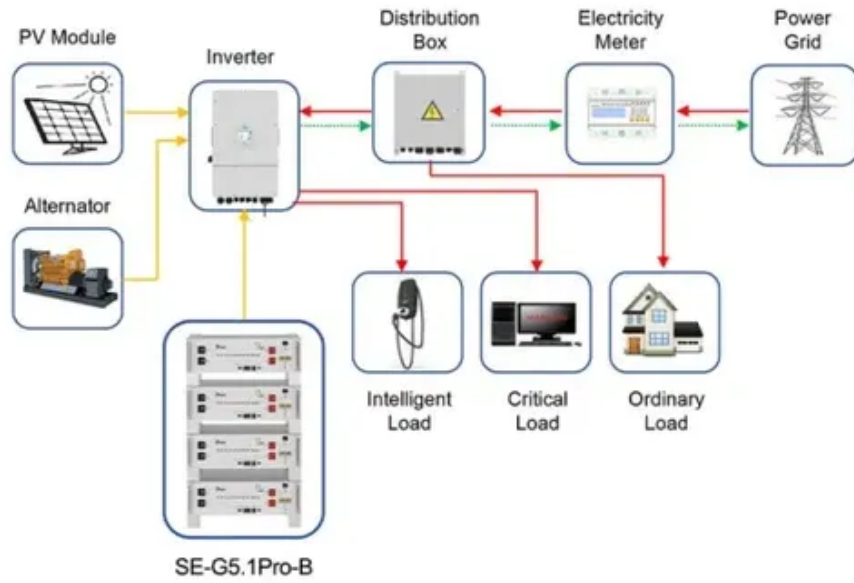 PV Module
Inverter
Distribution
Box
Electricity
Meter
Power
Grid
Alternator
Intelligent
Load
Critical
Load
Ordinary
Load
SE-G5.1Pro-B